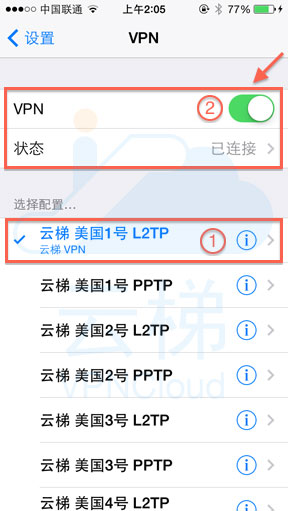 中国联通 上午2:05 77%
设置 VPN
VPN ②
状态 已连接
选择配置...
云梯 美国1号 L2TP ①
云梯 VPN
云梯 美国1号 PPTP
云梯 美国2号 L2TP
云梯 美国2号 PPTP
云梯 美国3号 L2TP
云梯 美国3号 PPTP
云梯 美国4号 L2TP
云梯
VPNCloud